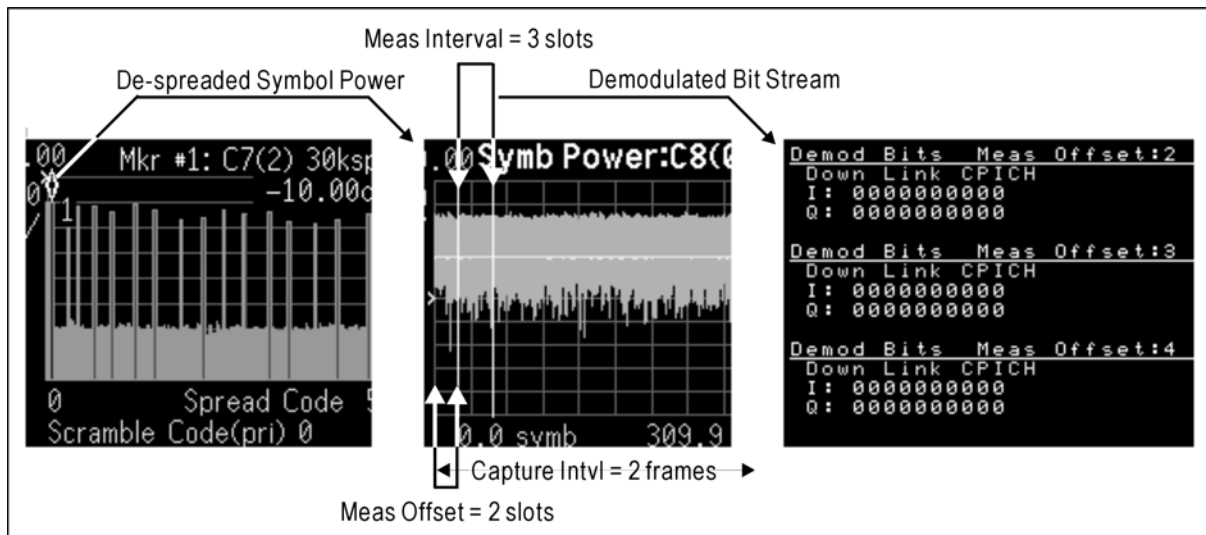 Meas Interval = 3 slots
De-spreaded Symbol Power
Demodulated Bit Stream
.00 Mkr #1: C7(2) 30ksp
-10.00
1
0 Spread Code
Scramble Code(pri) 0
.00 Symb Power:C8(0
0.0 symb 309.9
Demod Bits Meas Offset:2
Down Link CPICH
I: 0000000000
Q: 0000000000
Demod Bits Meas Offset:3
Down Link CPICH
I: 0000000000
Q: 0000000000
Demod Bits Meas Offset:4
Down Link CPICH
I: 0000000000
Q: 0000000000
Capture Intvl = 2 frames
Meas Offset = 2 slots